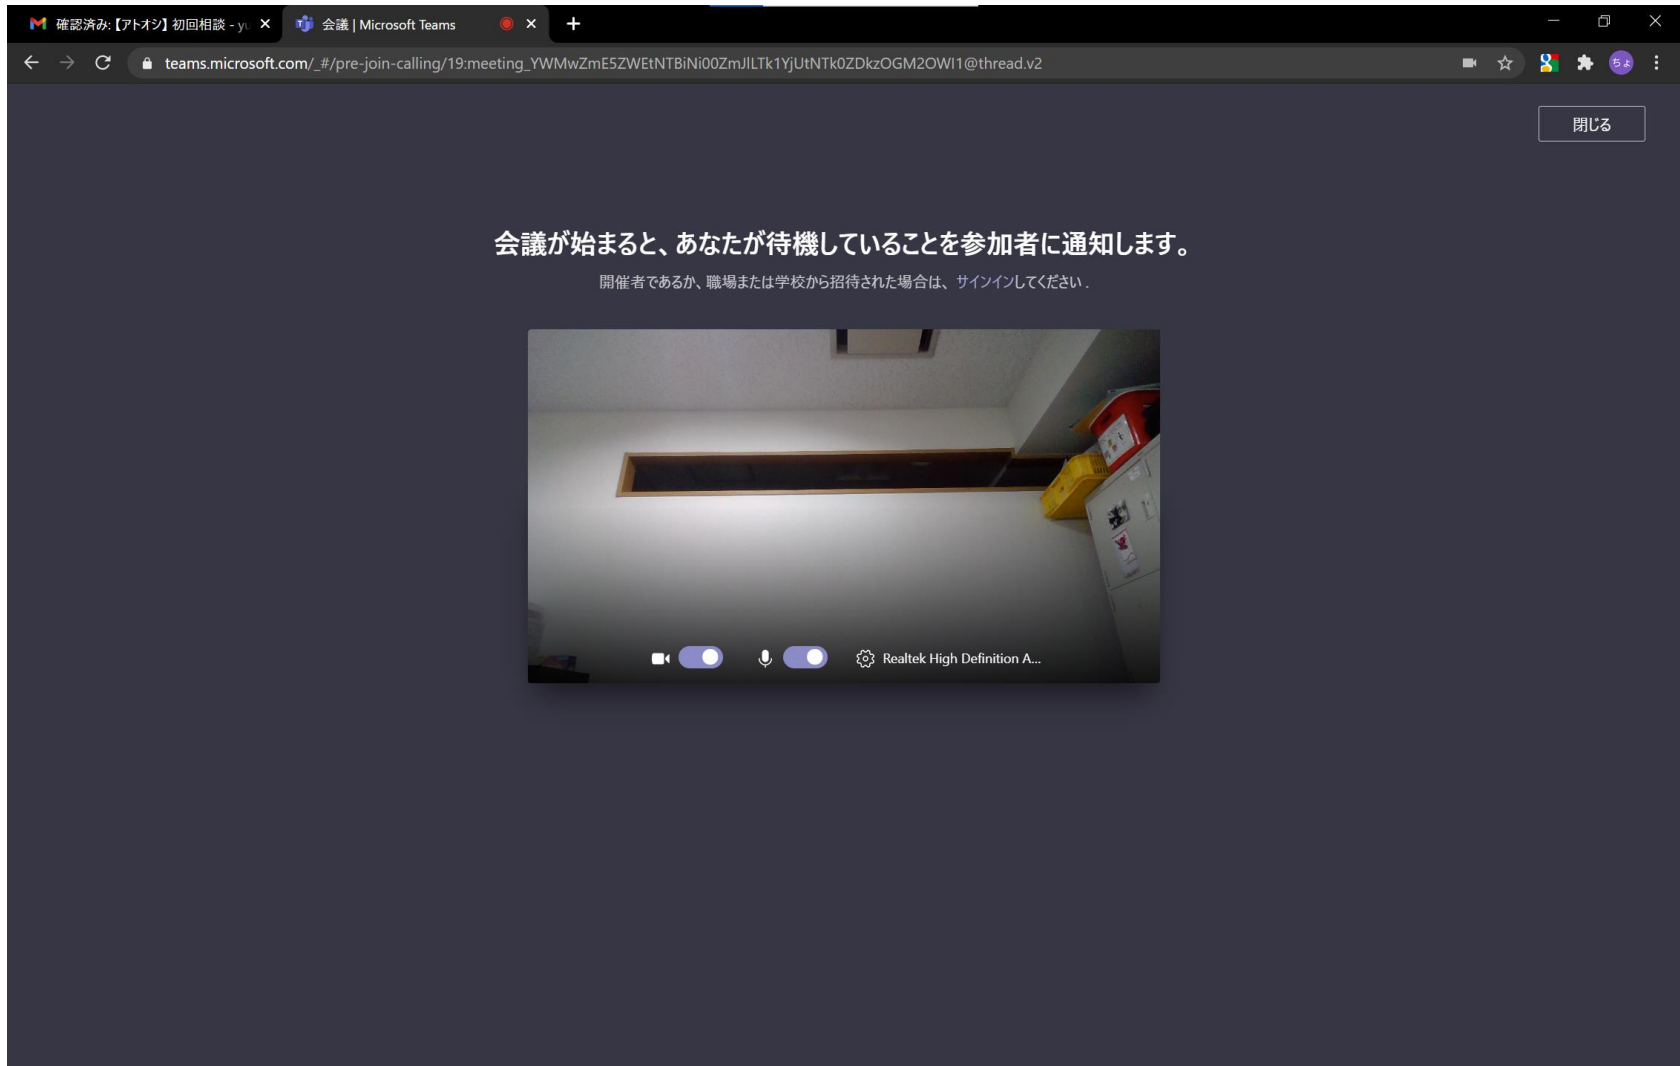 確認済み:【アトオシ】初回相談 - yu
会議 | Microsoft Teams
teams.microsoft.com/_#/pre-join-calling/19:meeting_YWMwZmE5ZWEtNTBiNi00ZmJlLTk1YjUtNTk0ZDkzOGM2OWI1@thread.v2
ちよ
閉じる
会議が始まると、あなたが待機していることを参加者に通知します。
開催者であるか、職場または学校から招待された場合は、サインインしてください.
Realtek High Definition A...